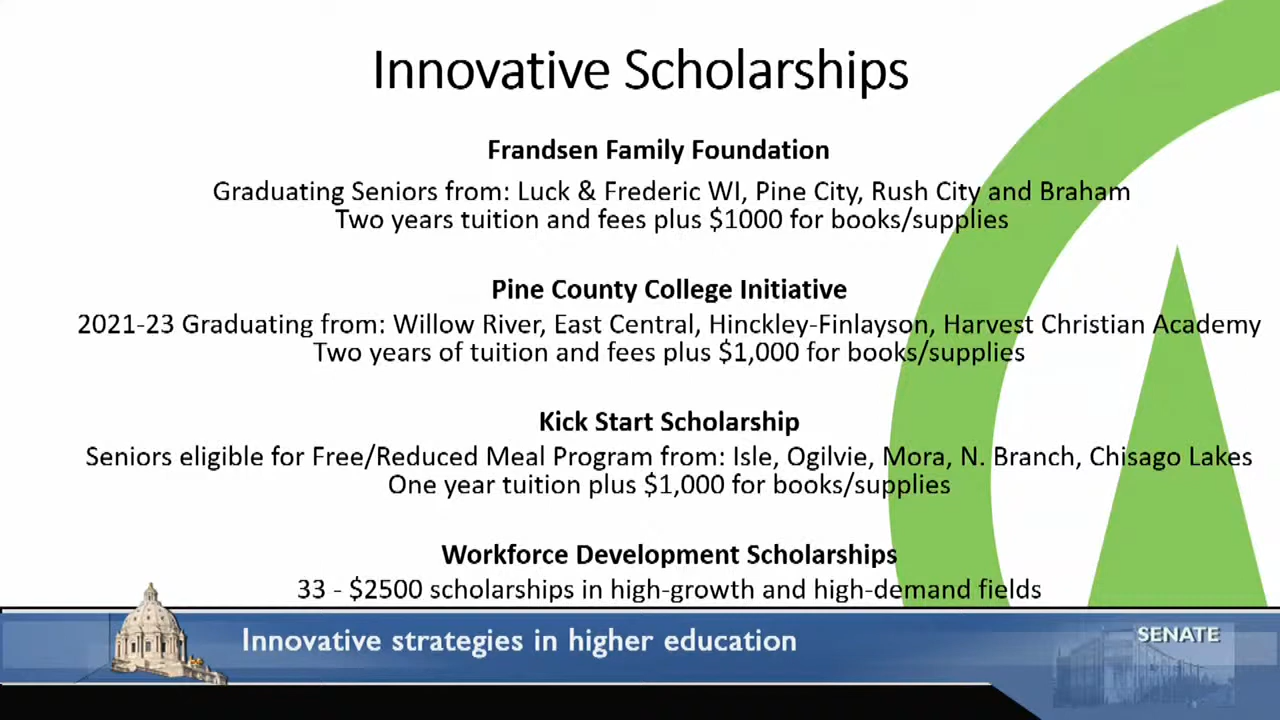 Innovative Scholarships
Frandsen Family Foundation
Graduating Seniors from: Luck & Frederic WI, Pine City, Rush City and Braham
Two years tuition and fees plus $1000 for books/supplies
Pine County College Initiative
2021-23 Graduating from: Willow River, East Central, Hinckley-Finlayson, Harvest Christian Academy
Two years of tuition and fees plus $1,000 for books/supplies
Kick Start Scholarship
Seniors eligible for Free/Reduced Meal Program from: Isle, Ogilvie, Mora, N. Branch, Chisago Lakes
One year tuition plus $1,000 for books/supplies
Workforce Development Scholarships
33 - $2500 scholarships in high-growth and high-demand fields
Innovative strategies in higher education
SENATE